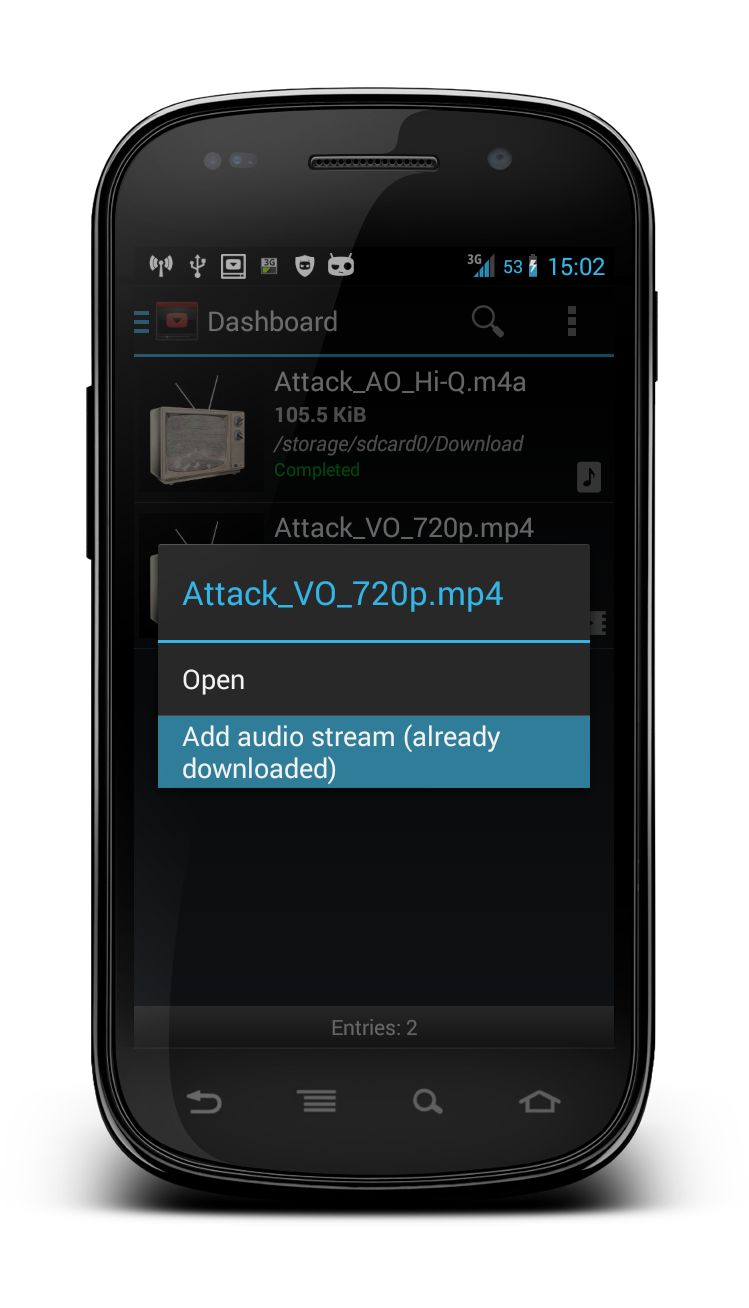 3G
3G
53
15:02
Dashboard
Attack_AO_Hi-Q.m4a
105.5 KiB
/storage/sdcard0/Download
Completed
Attack_VO_720p.mp4
Attack_VO_720p.mp4
Open
Add audio stream (already
downloaded)
Entries: 2